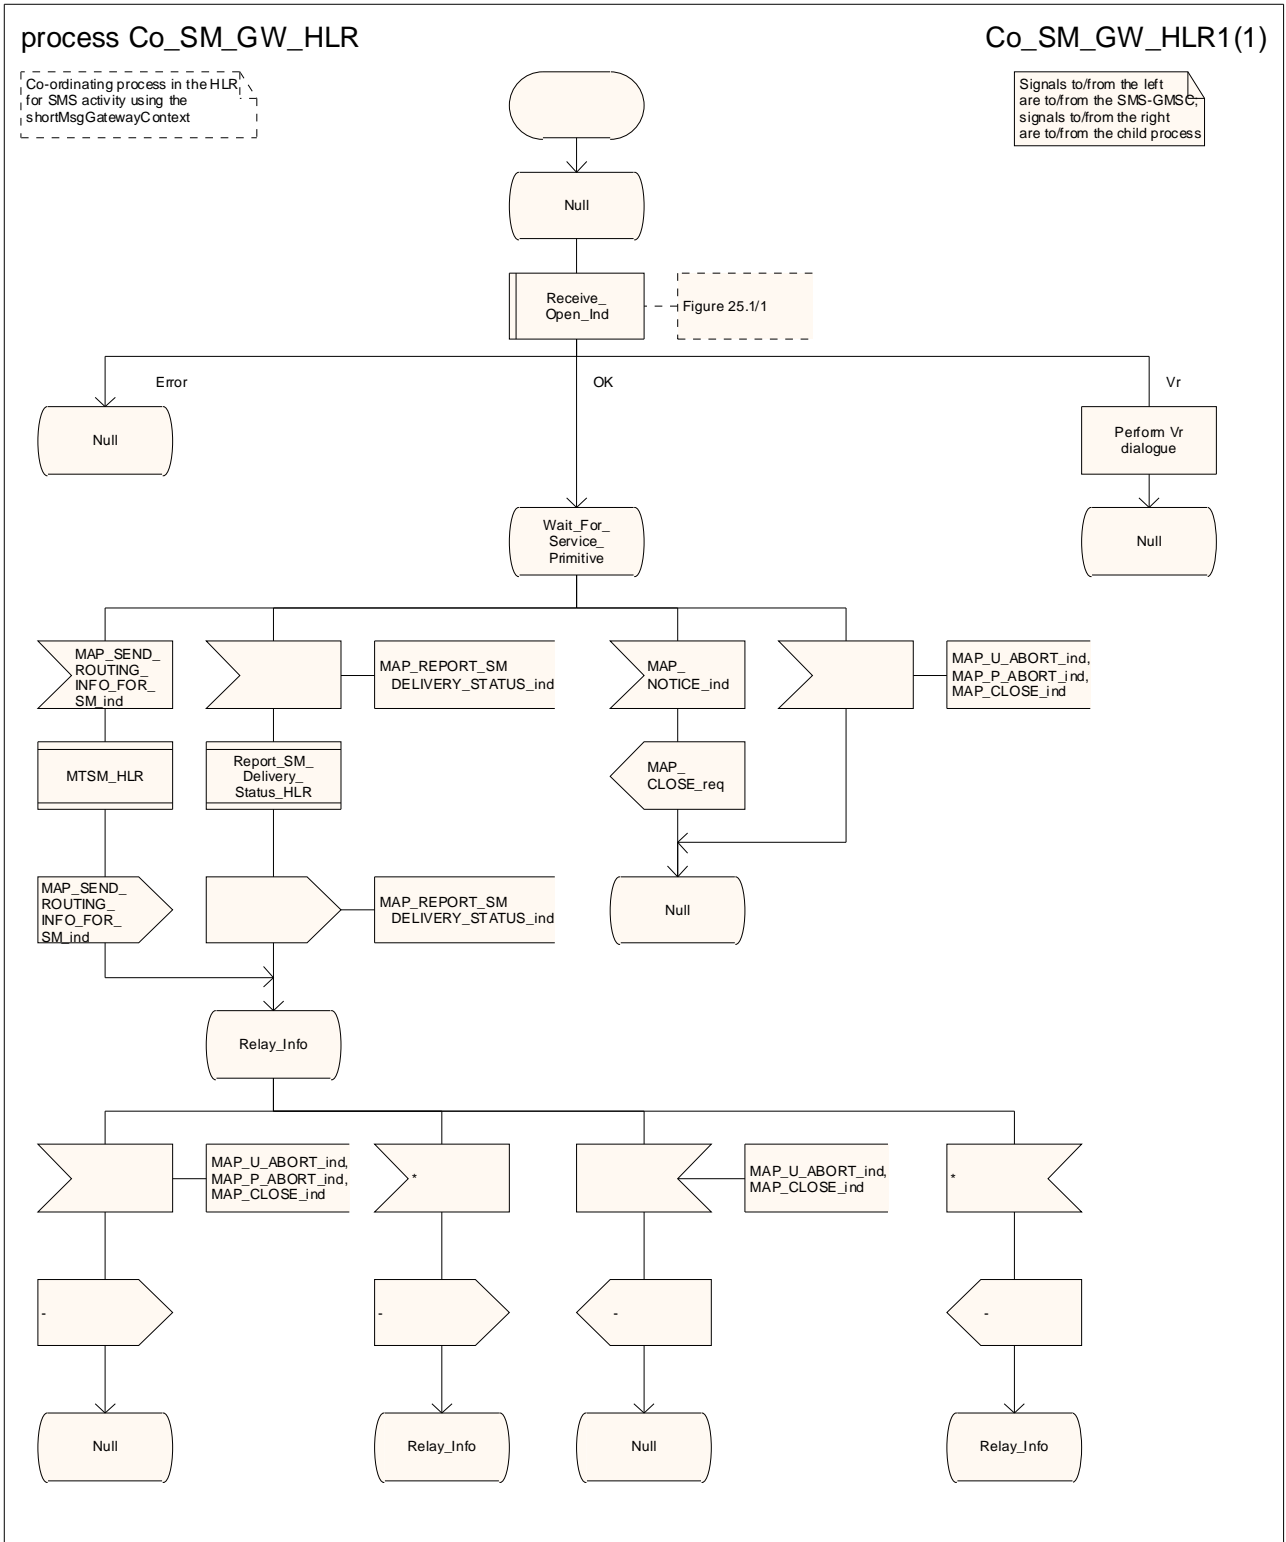 process Co_SM_GW_HLR
Co_SM_GW_HLR1(1)
Co-ordinating process in the HLR
for SMS activity using the
shortMsgGatewayContext
Signals to/from the left
are to/from the SMS-GMSC;
signals to/from the right
are to/from the child process
Null
Receive_
Open_Ind
Figure 25.1/1
Error
OK
Vr
Null
Perform Vr
dialogue
Wait_For_
Service_
Primitive
Null
MAP_SEND_
ROUTING_
INFO_FOR_
SM_ind
MAP_REPORT_SM
DELIVERY_STATUS_ind
MAP_
NOTICE_ind
MAP_U_ABORT_ind,
MAP_P_ABORT_ind,
MAP_CLOSE_ind
MTSM_HLR
Report_SM_
Delivery_
Status_HLR
MAP_
CLOSE_req
MAP_SEND_
ROUTING_
INFO_FOR_
SM_ind
MAP_REPORT_SM
DELIVERY_STATUS_ind
Null
Relay_Info
MAP_U_ABORT_ind,
MAP_P_ABORT_ind,
MAP_CLOSE_ind
*
MAP_U_ABORT_ind,
MAP_CLOSE_ind
*
-
-
-
-
Null
Relay_Info
Null
Relay_Info